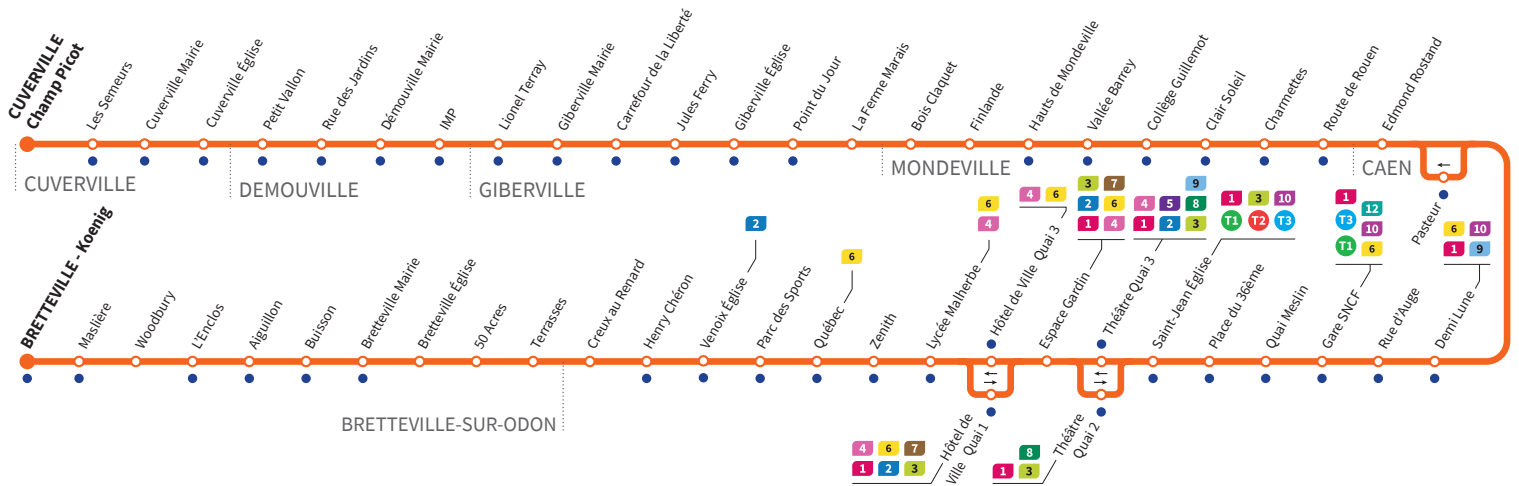 CUVERVILLE
Champ Picot
Les Semeurs
Cuverville Mairie
Cuverville Église
Petit Vallon
Rue des Jardins
Démouville Mairie
IMP
Lionel Terray
Giberville Mairie
Carrefour de la Liberté
Jules Ferry
Giberville Église
Point du Jour
La Ferme Marais
Bois Claquet
Finlande
Hauts de Mondeville
Vallée Barrey
Collège Guillemot
Clair Soleil
Charmettes
Route de Rouen
Edmond Rostand
CUVERVILLE
DEMOUVILLE
GIBERVILLE
MONDEVILLE
CAEN
←
Pasteur
BRETTEVILLE - Koenig
Maslière
Woodbury
L'Enclos
Aiguillon
Buisson
Bretteville Mairie
Bretteville Église
50 Acres
Terrasses
Creux au Renard
Henry Chéron
Venoix Église
2
Parc des Sports
Québec
6
Zenith
Lycée Malherbe
6
4
Hôtel de Ville Quai 3
4 6
Espace Gardin
3 7
2 6
1 4
Théâtre Quai 3
9
4 5 8
1 2 3
Saint-Jean Église
1 3 10
T1 T2 T3
Place du 36ème
Quai Meslin
Gare SNCF
1
12
T3
10
T1
6
Rue d'Auge
Demi Lune
6 10
1 9
←
→
←
→
BRETTEVILLE-SUR-ODON
Hôtel de
Ville Quai 1
4 6 7
1 2 3
Théâtre
Quai 2
8
1 3